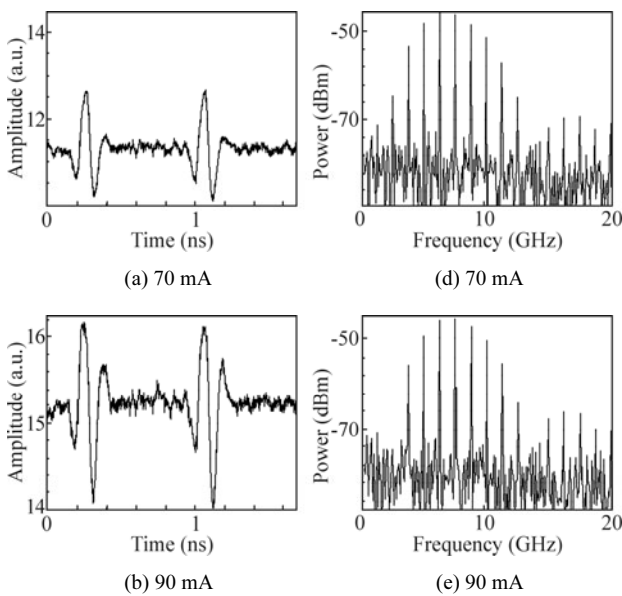 14
12
Amplitude (a.u.)
0
1
Time (ns)
(a) 70 mA
-50
-70
Power (dBm)
0
10
20
Frequency (GHz)
(d) 70 mA
16
15
14
Amplitude (a.u.)
0
1
Time (ns)
(b) 90 mA
-50
-70
Power (dBm)
0
10
20
Frequency (GHz)
(e) 90 mA